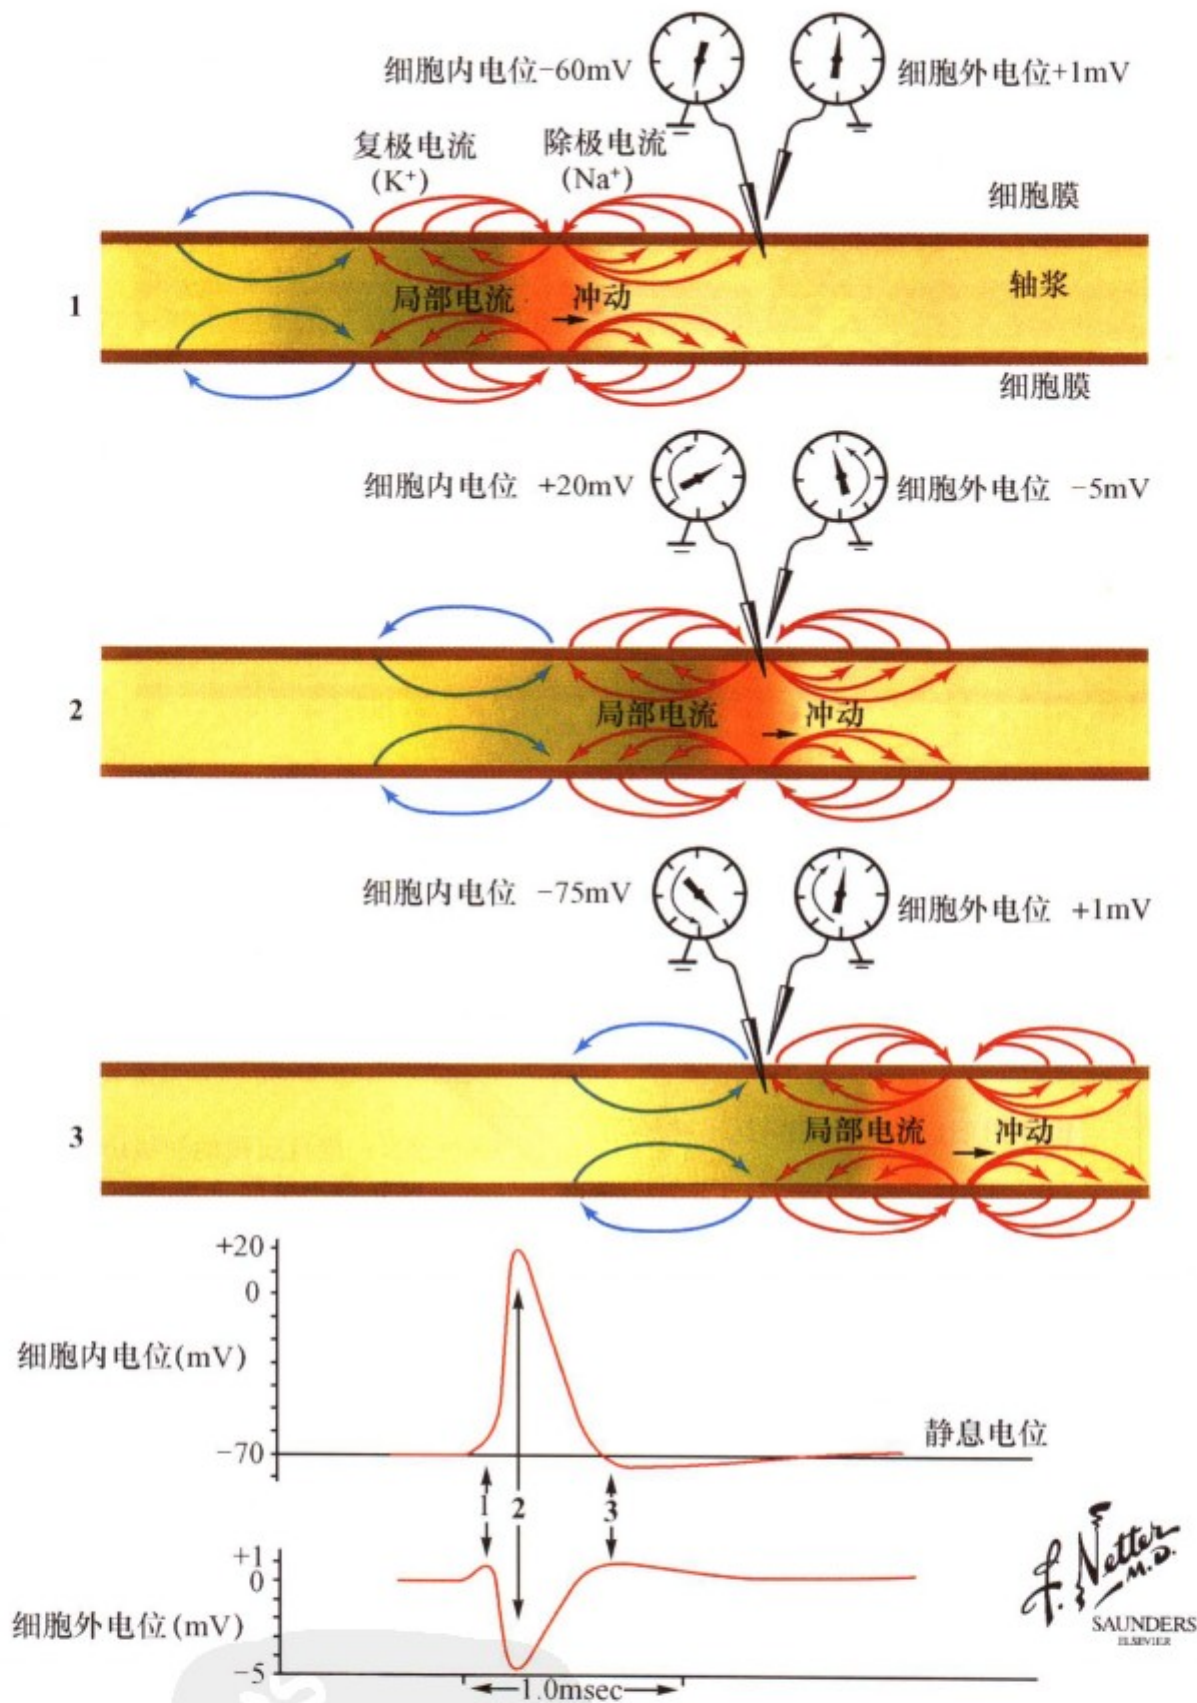 细胞内电位-60mV
细胞外电位+1mV
复极电流
(K⁺)
除极电流
(Na⁺)
细胞膜
轴浆
1
局部电流
冲动
细胞膜
细胞内电位 +20mV
细胞外电位 -5mV
2
局部电流
冲动
细胞内电位 -75mV
细胞外电位 +1mV
3
局部电流
冲动
+20
0
细胞内电位(mV)
-70
静息电位
1
2
3
+1
0
细胞外电位(mV)
-5
1.0msec
f. Netter
M.D.
SAUNDERS
ELSEVIER